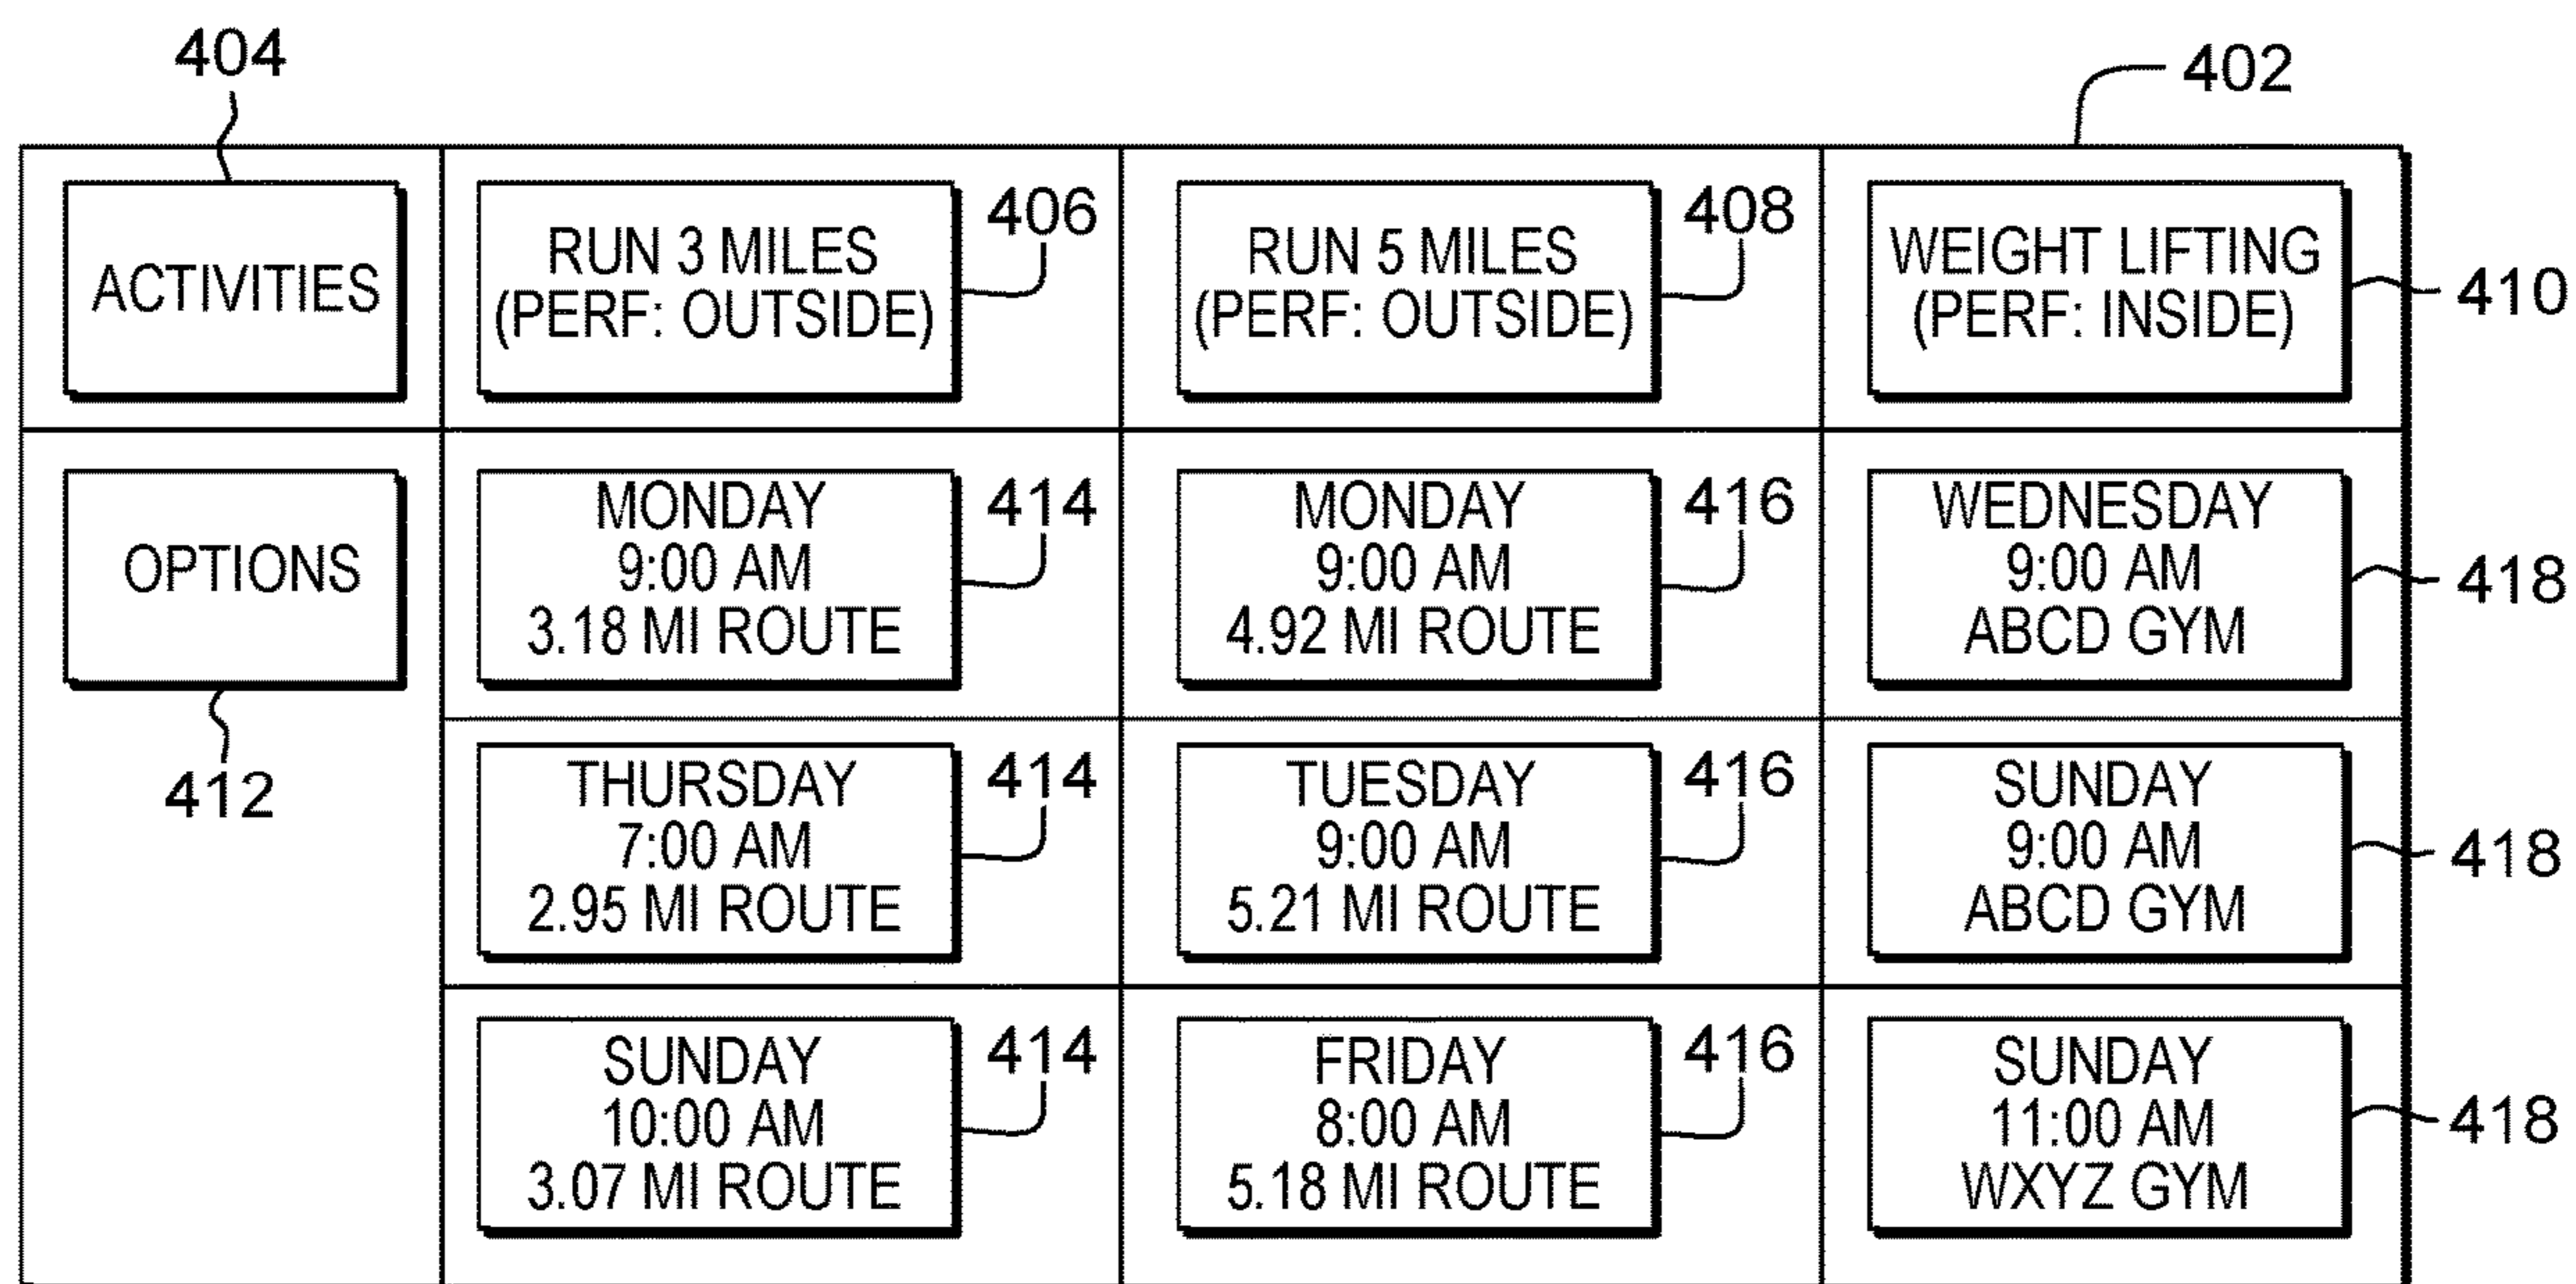 404
402
ACTIVITIES
RUN 3 MILES
(PERF: OUTSIDE)
406
RUN 5 MILES
(PERF: OUTSIDE)
408
WEIGHT LIFTING
(PERF: INSIDE)
410
OPTIONS
412
MONDAY
9:00 AM
3.18 MI ROUTE
414
MONDAY
9:00 AM
4.92 MI ROUTE
416
WEDNESDAY
9:00 AM
ABCD GYM
418
THURSDAY
7:00 AM
2.95 MI ROUTE
414
TUESDAY
9:00 AM
5.21 MI ROUTE
416
SUNDAY
9:00 AM
ABCD GYM
418
SUNDAY
10:00 AM
3.07 MI ROUTE
414
FRIDAY
8:00 AM
5.18 MI ROUTE
416
SUNDAY
11:00 AM
WXYZ GYM
418